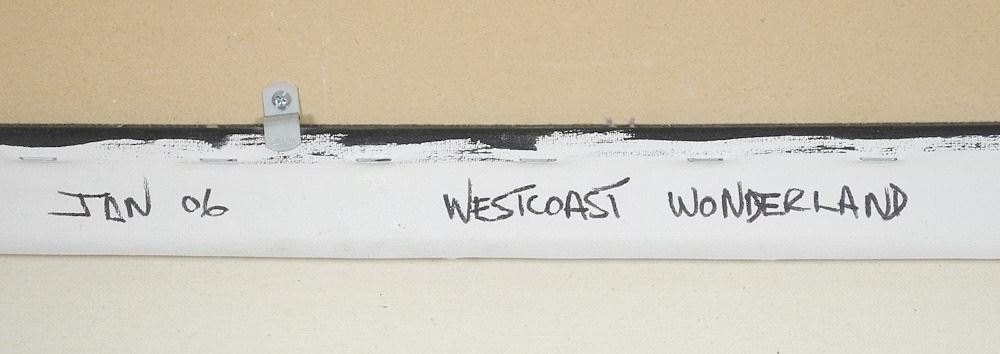 JAN 06 WESTCOAST WONDERLAND